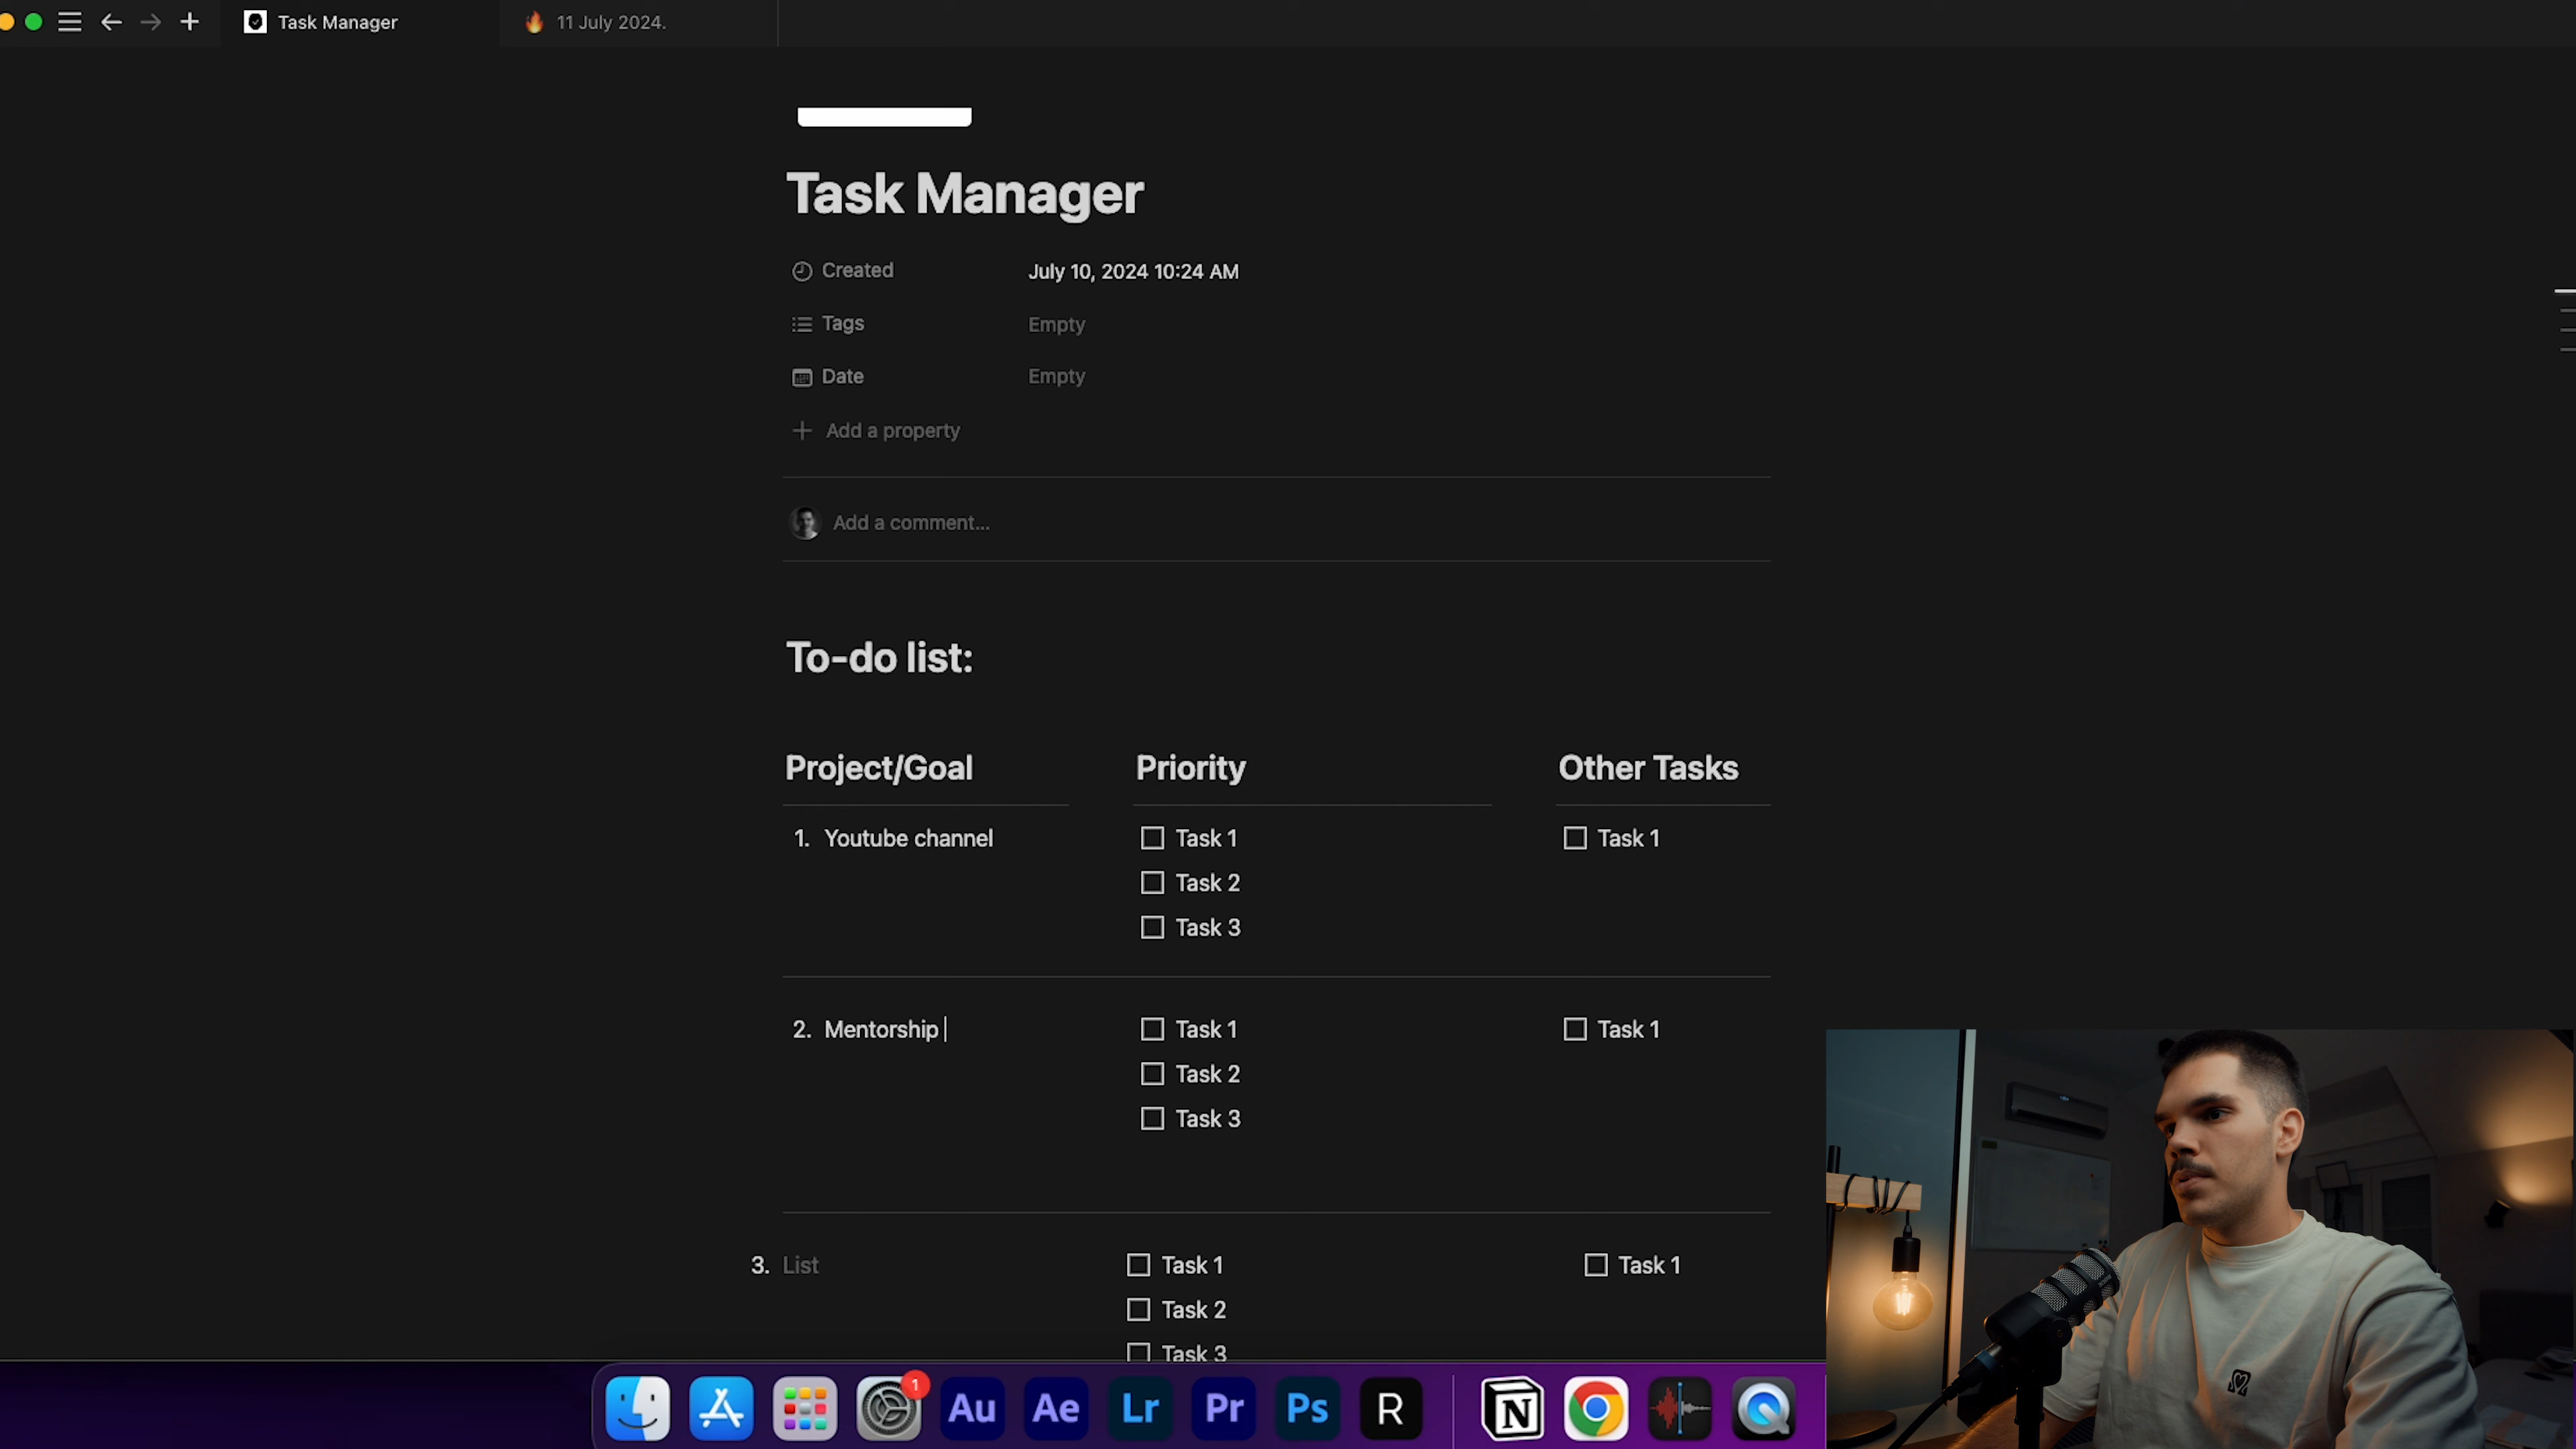 Task Manager
11 July 2024.
Task Manager
Created July 10, 2024 10:24 AM
Tags Empty
Date Empty
Add a property
Add a comment...
To-do list:
Project/Goal Priority Other Tasks
1. Youtube channel Task 1 Task 1
Task 2
Task 3
2. Mentorship Task 1 Task 1
Task 2
Task 3
3. List Task 1 Task 1
Task 2
Task 3
1
Au Ae Lr Pr Ps R N